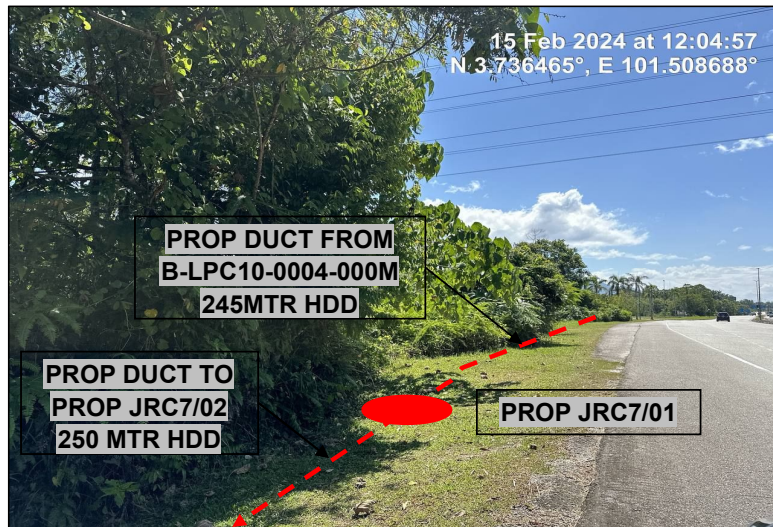 15 Feb 2024 at 12:04:57
N 3.736465°, E 101.508688°
PROP DUCT FROM
B-LPC10-0004-000M
245MTR HDD
PROP DUCT TO
PROP JRC7/02
250 MTR HDD
PROP JRC7/01